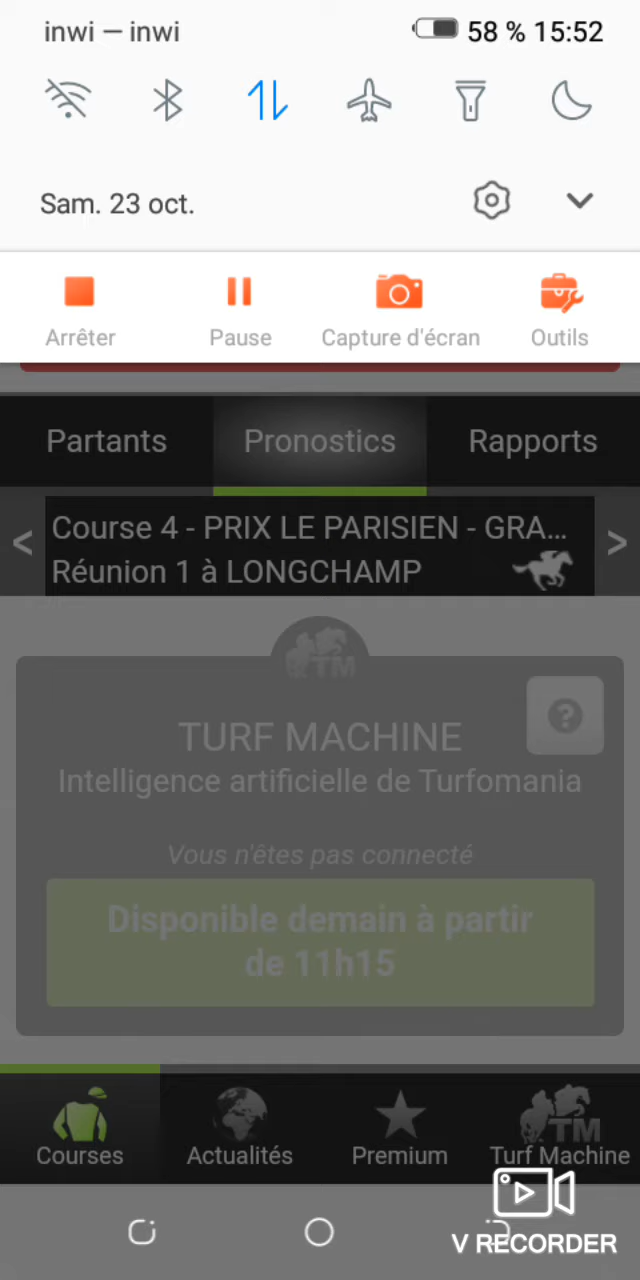 inwi — inwi 58 % 15:52
Sam. 23 oct.
Arrêter Pause Capture d'écran Outils
Partants Pronostics Rapports
< Course 4 - PRIX LE PARISIEN - GRA... >
Réunion 1 à LONGCHAMP
TM
?
TURF MACHINE
Intelligence artificielle de Turfomania
Vous n'êtes pas connecté
Disponible demain à partir
de 11h15
TM
Courses Actualités Premium Turf Machine
V RECORDER